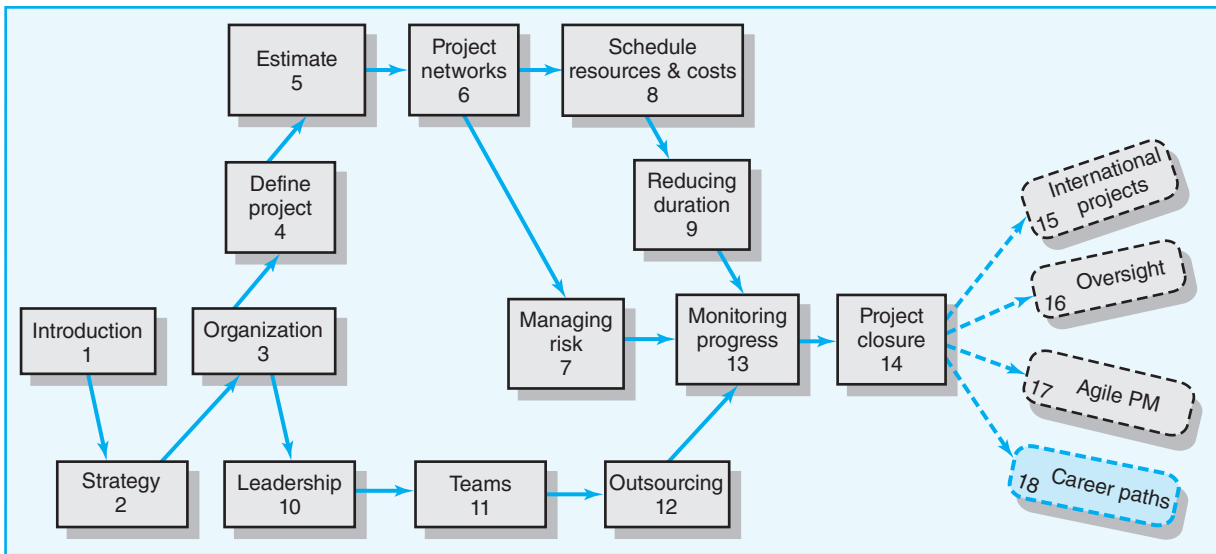 Estimate
5
Project
networks
6
Schedule
resources & costs
8
Define
project
4
Reducing
duration
9
International
projects
15
Oversight
16
Introduction
1
Organization
3
Managing
risk
7
Monitoring
progress
13
Project
closure
14
Agile PM
17
Strategy
2
Leadership
10
Teams
11
Outsourcing
12
Career paths
18